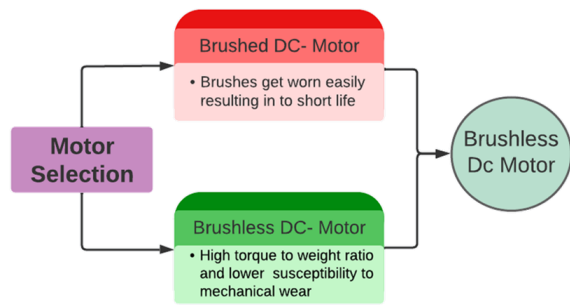 Brushed DC- Motor
• Brushes get worn easily
resulting in to short life
Motor
Selection
Brushless
Dc Motor
Brushless DC- Motor
• High torque to weight ratio
and lower susceptibility to
mechanical wear